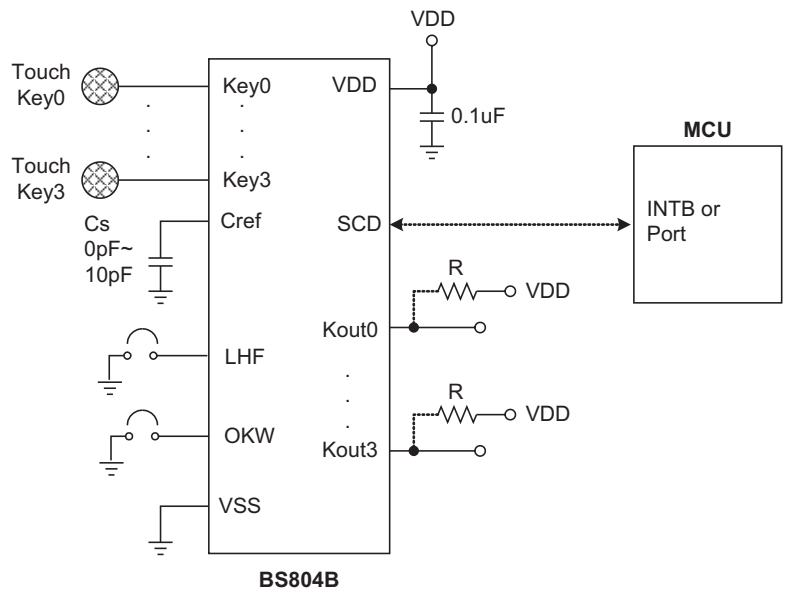 VDD
Touch
Key0
Key0
VDD
0.1uF
MCU
Touch
Key3
Key3
INTB or
Port
Cs
0pF~
10pF
Cref
SCD
R
VDD
Kout0
LHF
R
VDD
OKW
Kout3
VSS
BS804B